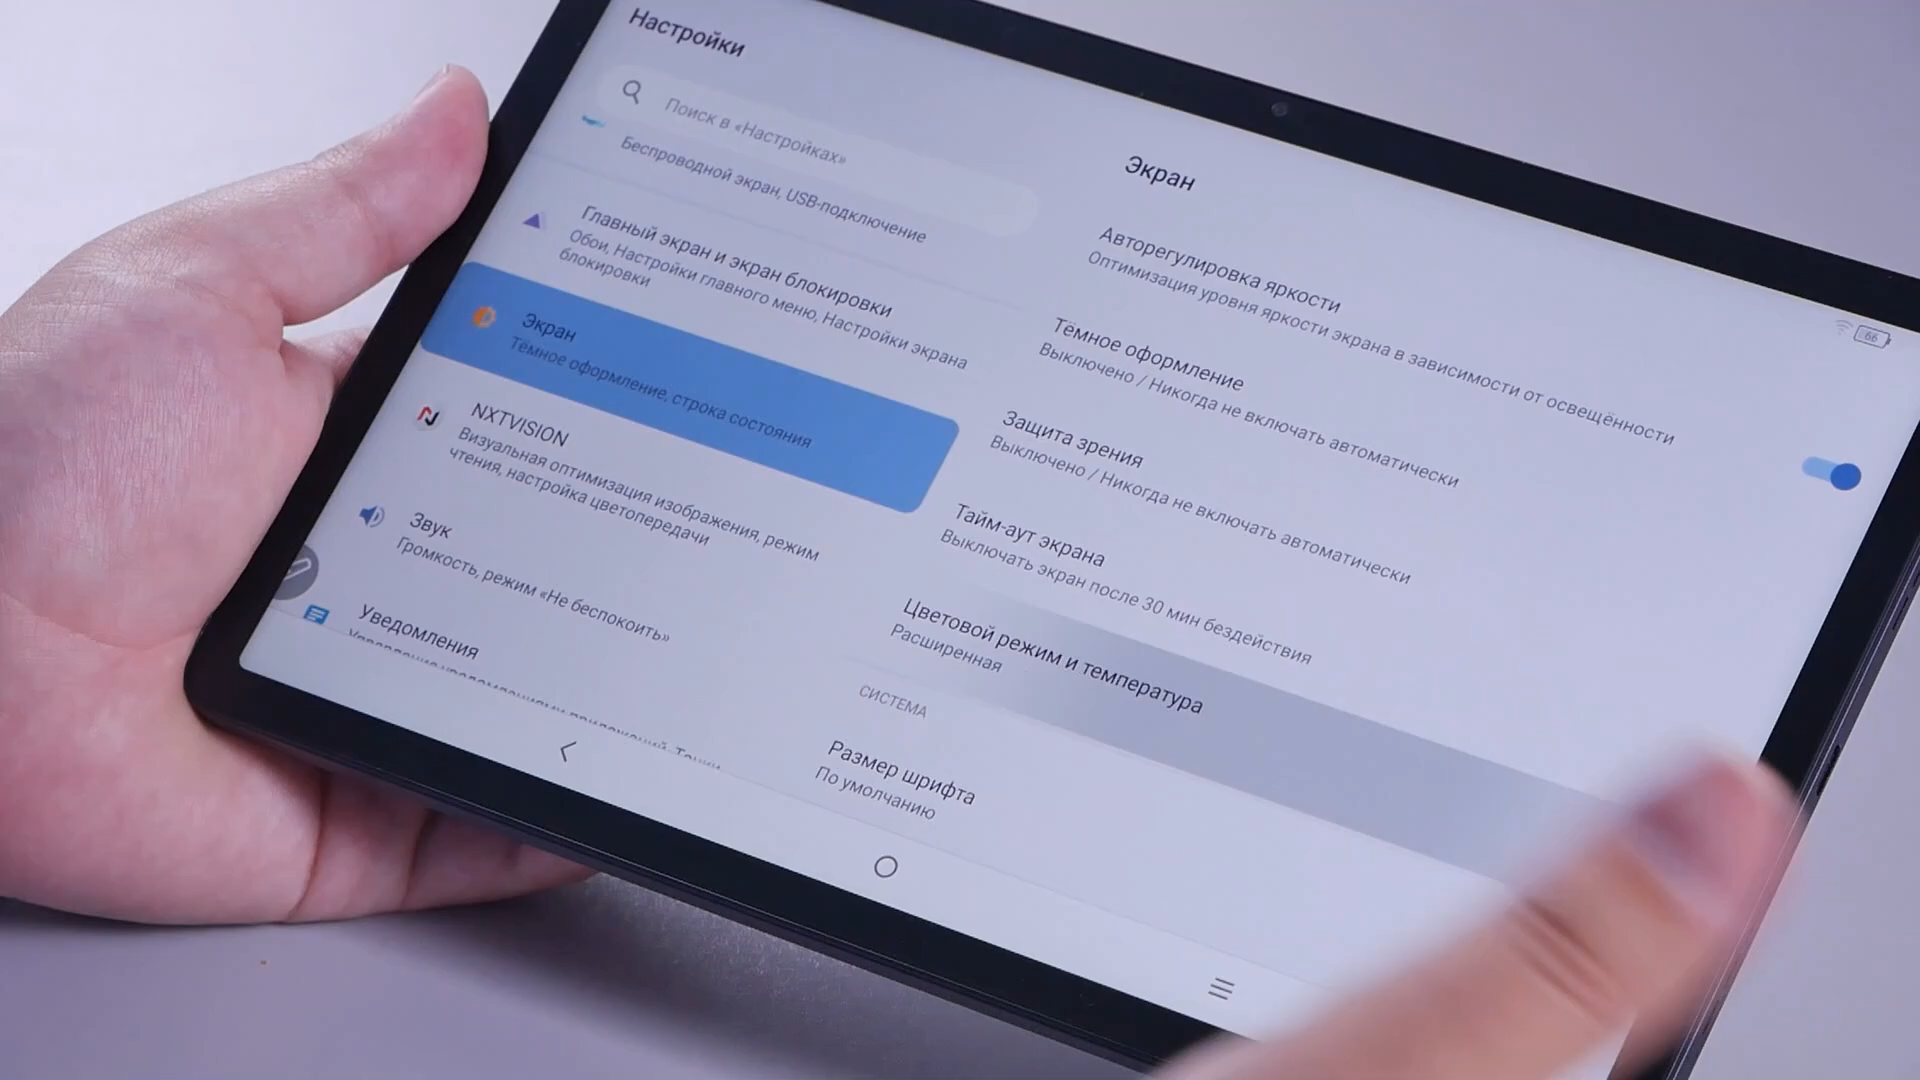 Настройки
Поиск в «Настройках»
Беспроводной экран, USB-подключение
Главный экран и экран блокировки
Обои, Настройки главного меню, Настройки экрана
блокировки
Экран
Тёмное оформление, строка состояния
NXTVISION
Визуальная оптимизация изображения, режим
чтения, настройка цветопередачи
Звук
Громкость, режим «Не беспокоить»
Уведомления
66
Экран
Авторегулировка яркости
Оптимизация уровня яркости экрана в зависимости от освещённости
Тёмное оформление
Выключено / Никогда не включать автоматически
Защита зрения
Выключено / Никогда не включать автоматически
Тайм-аут экрана
Выключать экран после 30 мин бездействия
Цветовой режим и температура
Расширенная
СИСТЕМА
Размер шрифта
По умолчанию